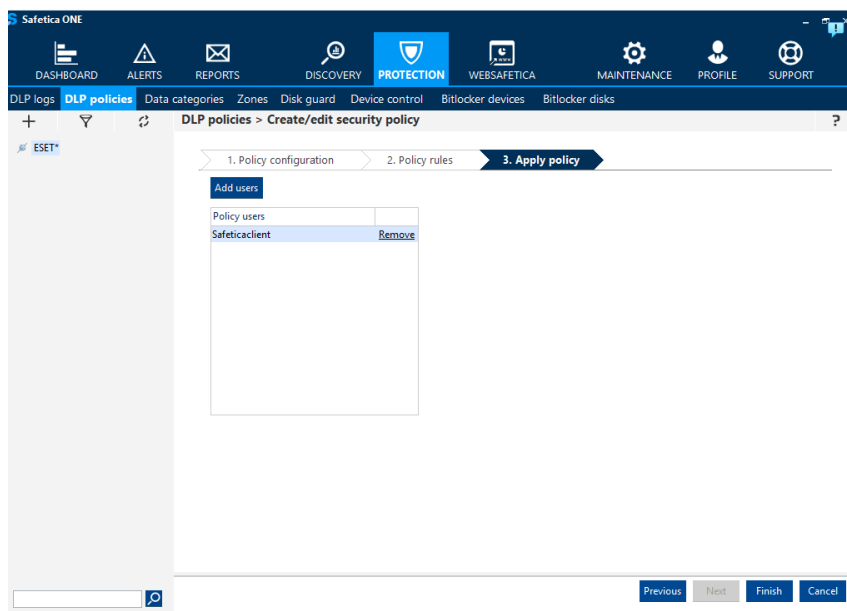 Safetica ONE
DASHBOARD ALERTS REPORTS DISCOVERY PROTECTION WEBSAFETICA MAINTENANCE PROFILE SUPPORT
DLP logs DLP policies Data categories Zones Disk guard Device control Bitlocker devices Bitlocker disks
DLP policies > Create/edit security policy ?
ESET*
1. Policy configuration 2. Policy rules 3. Apply policy
Add users
Policy users
Safeticaclient Remove
Previous Next Finish Cancel